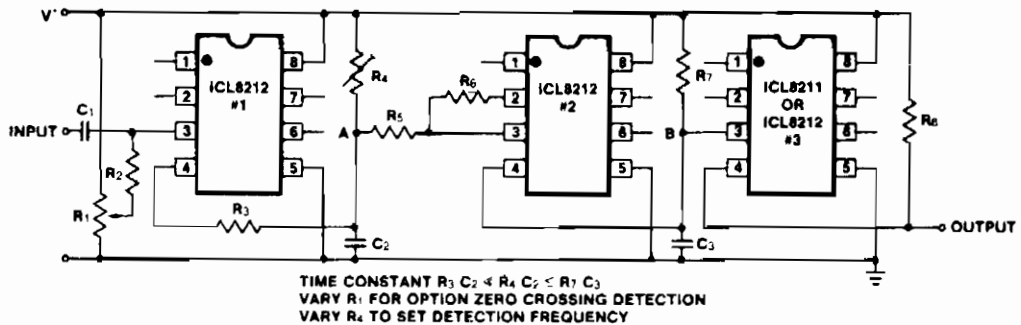 V+
1
2
3
4
8
7
6
5
ICL8212
#1
C1
INPUT
R2
R1
R3
R4
A
R5
R6
C2
1
2
3
4
8
7
6
5
ICL8212
#2
R7
B
C3
1
2
3
4
8
7
6
5
ICL8211
OR
ICL8212
#3
R8
OUTPUT
TIME CONSTANT R3 C2 < R4 C2 ≤ R7 C3
VARY R1 FOR OPTION ZERO CROSSING DETECTION
VARY R4 TO SET DETECTION FREQUENCY